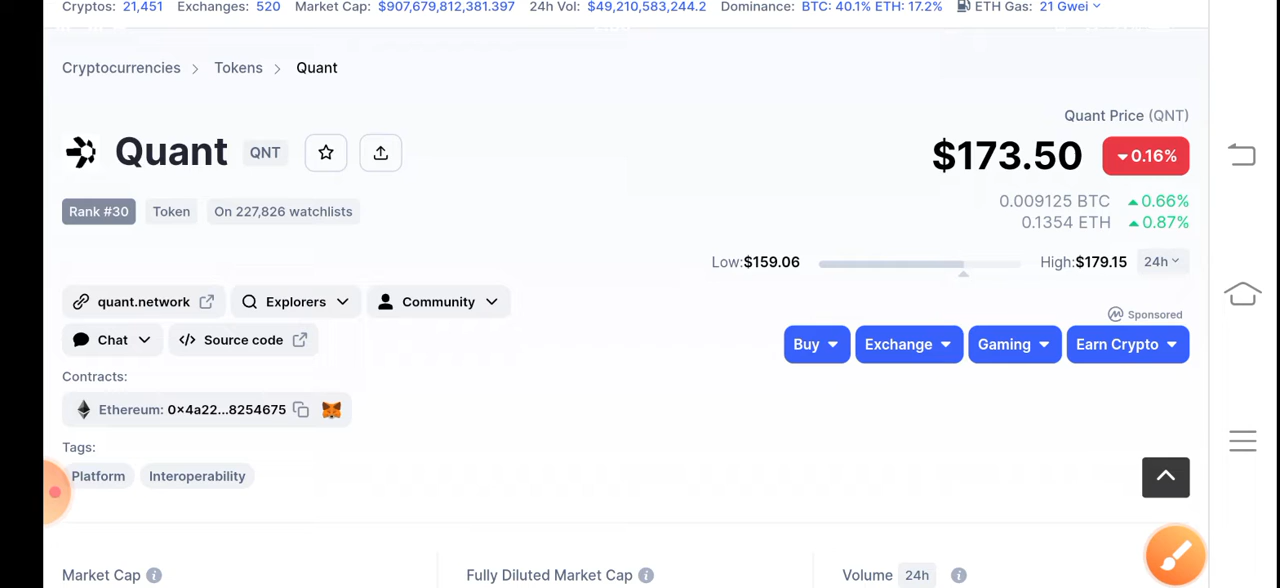 Cryptos: 21,451 Exchanges: 520 Market Cap: $907,679,812,381.397 24h Vol: $49,210,583,244.2 Dominance: BTC: 40.1% ETH: 17.2% ETH Gas: 21 Gwei
Cryptocurrencies > Tokens > Quant
Quant Price (QNT)
Quant QNT $173.50 0.16%
0.009125 BTC 0.66%
Rank #30 Token On 227,826 watchlists
0.1354 ETH 0.87%
Low:$159.06 High:$179.15 24h
quant.network Explorers Community
Sponsored
Chat Source code
Buy Exchange Gaming Earn Crypto
Contracts:
Ethereum: 0x4a22...8254675
Tags:
Platform Interoperability
Market Cap Fully Diluted Market Cap Volume 24h